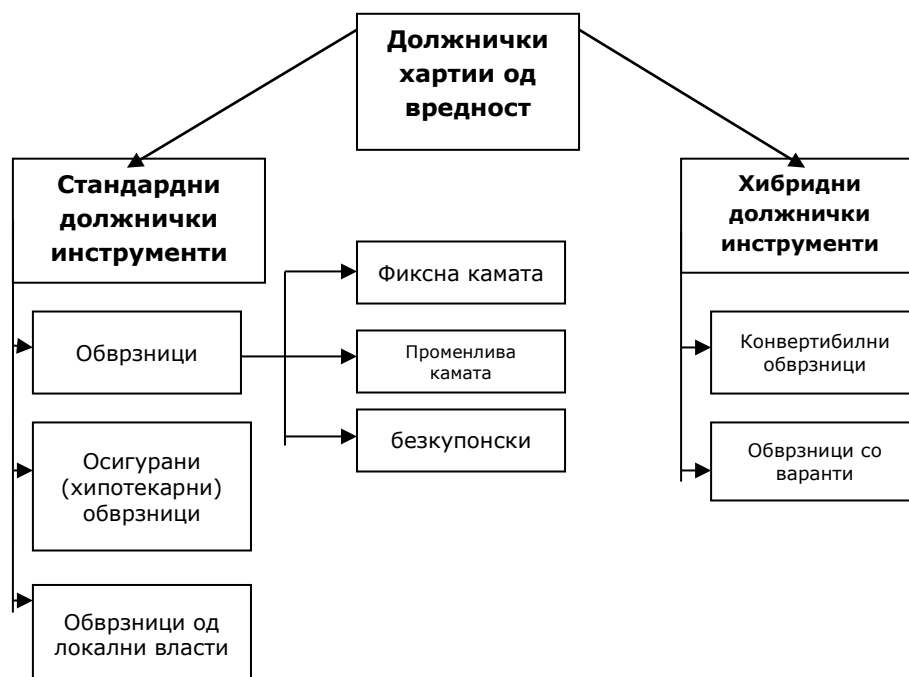 Должнички
хартии од
вредност
Стандардни
должнички
инструменти
Хибридни
должнички
инструменти
Фиксна камата
Обврзници
Променлива
камата
безкупонски
Осигурани
(хипотекарни)
обврзници
Обврзници од
локални власти
Конвертибилни
обврзници
Обврзници со
варанти